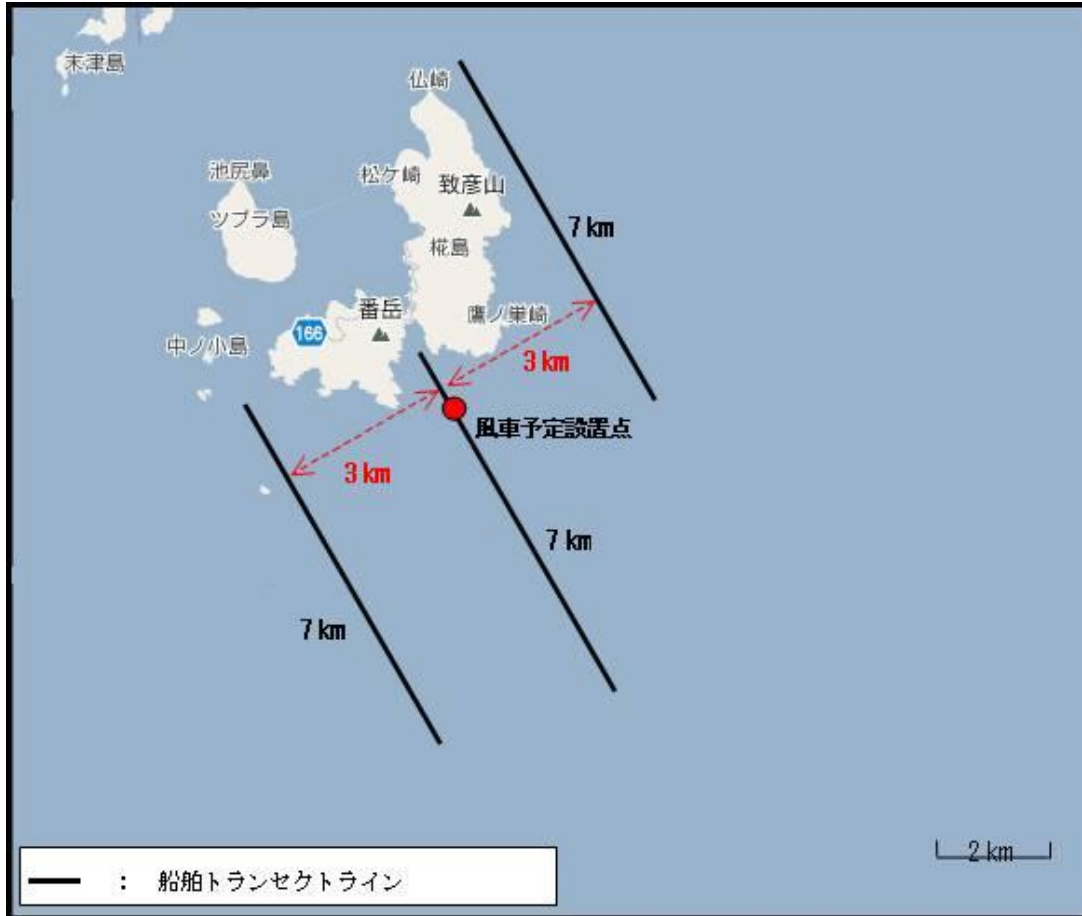 末津島
仏崎
池尻鼻
松ケ崎
致彦山
ツブラ島
7 km
椛島
番岳
鷹ノ巣崎
166
中ノ小島
3 km
風車予定設置点
3 km
7 km
7 km
2 km
： 船舶トランセクトライン